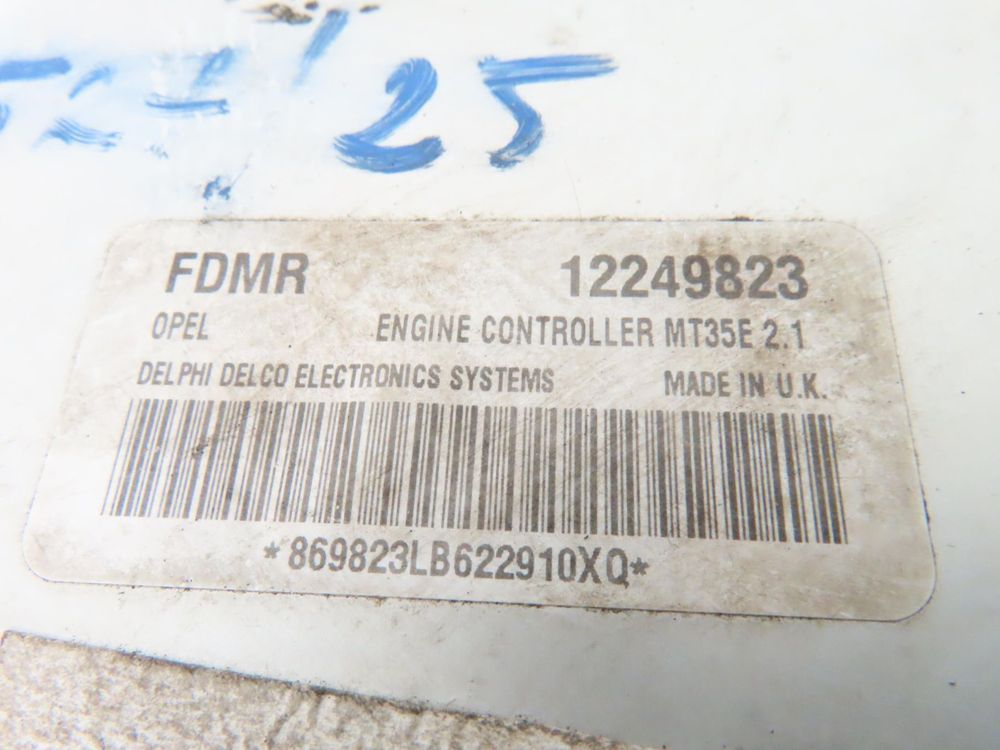 25
FDMR 12249823
OPEL ENGINE CONTROLLER MT35E 2.1
DELPHI DELCO ELECTRONICS SYSTEMS MADE IN U.K.
*869823LB622910XQ*